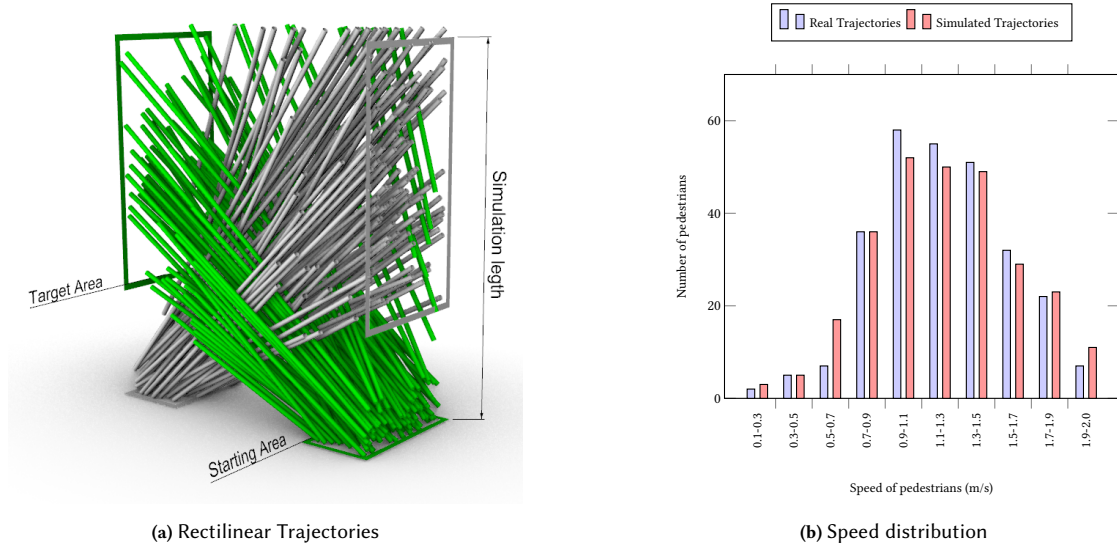 Target Area
Starting Area
Simulation legth
(a) Rectilinear Trajectories
Real Trajectories
Simulated Trajectories
Number of pedestrians
60
40
20
0
0.1-0.3
0.3-0.5
0.5-0.7
0.7-0.9
0.9-1.1
1.1-1.3
1.3-1.5
1.5-1.7
1.7-1.9
1.9-2.0
Speed of pedestrians (m/s)
(b) Speed distribution